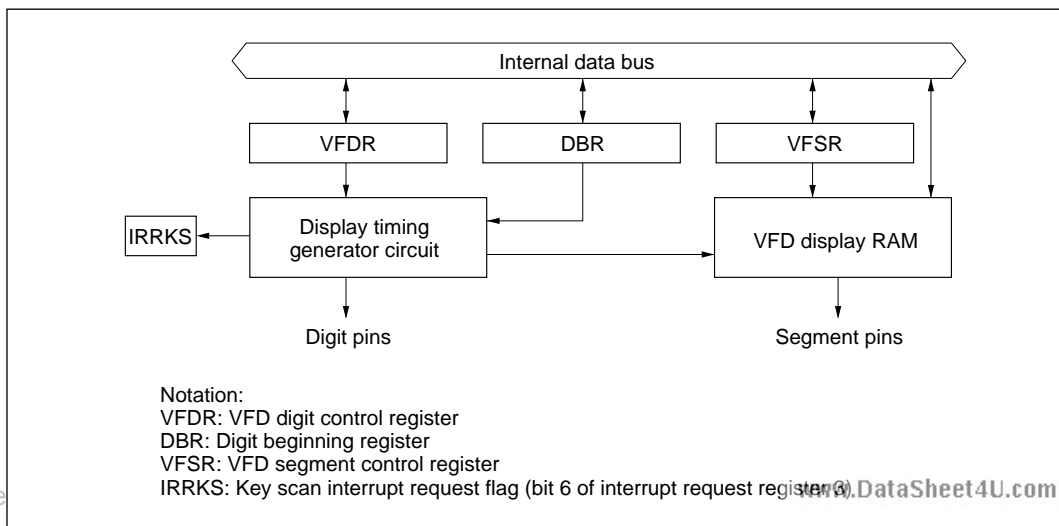 Internal data bus
VFDR
DBR
VFSR
IRRKS
Display timing
generator circuit
VFD display RAM
Digit pins
Segment pins
Notation:
VFDR: VFD digit control register
DBR: Digit beginning register
VFSR: VFD segment control register
IRRKS: Key scan interrupt request flag (bit 6 of interrupt request register 3)
www.DataSheet4U.com
e